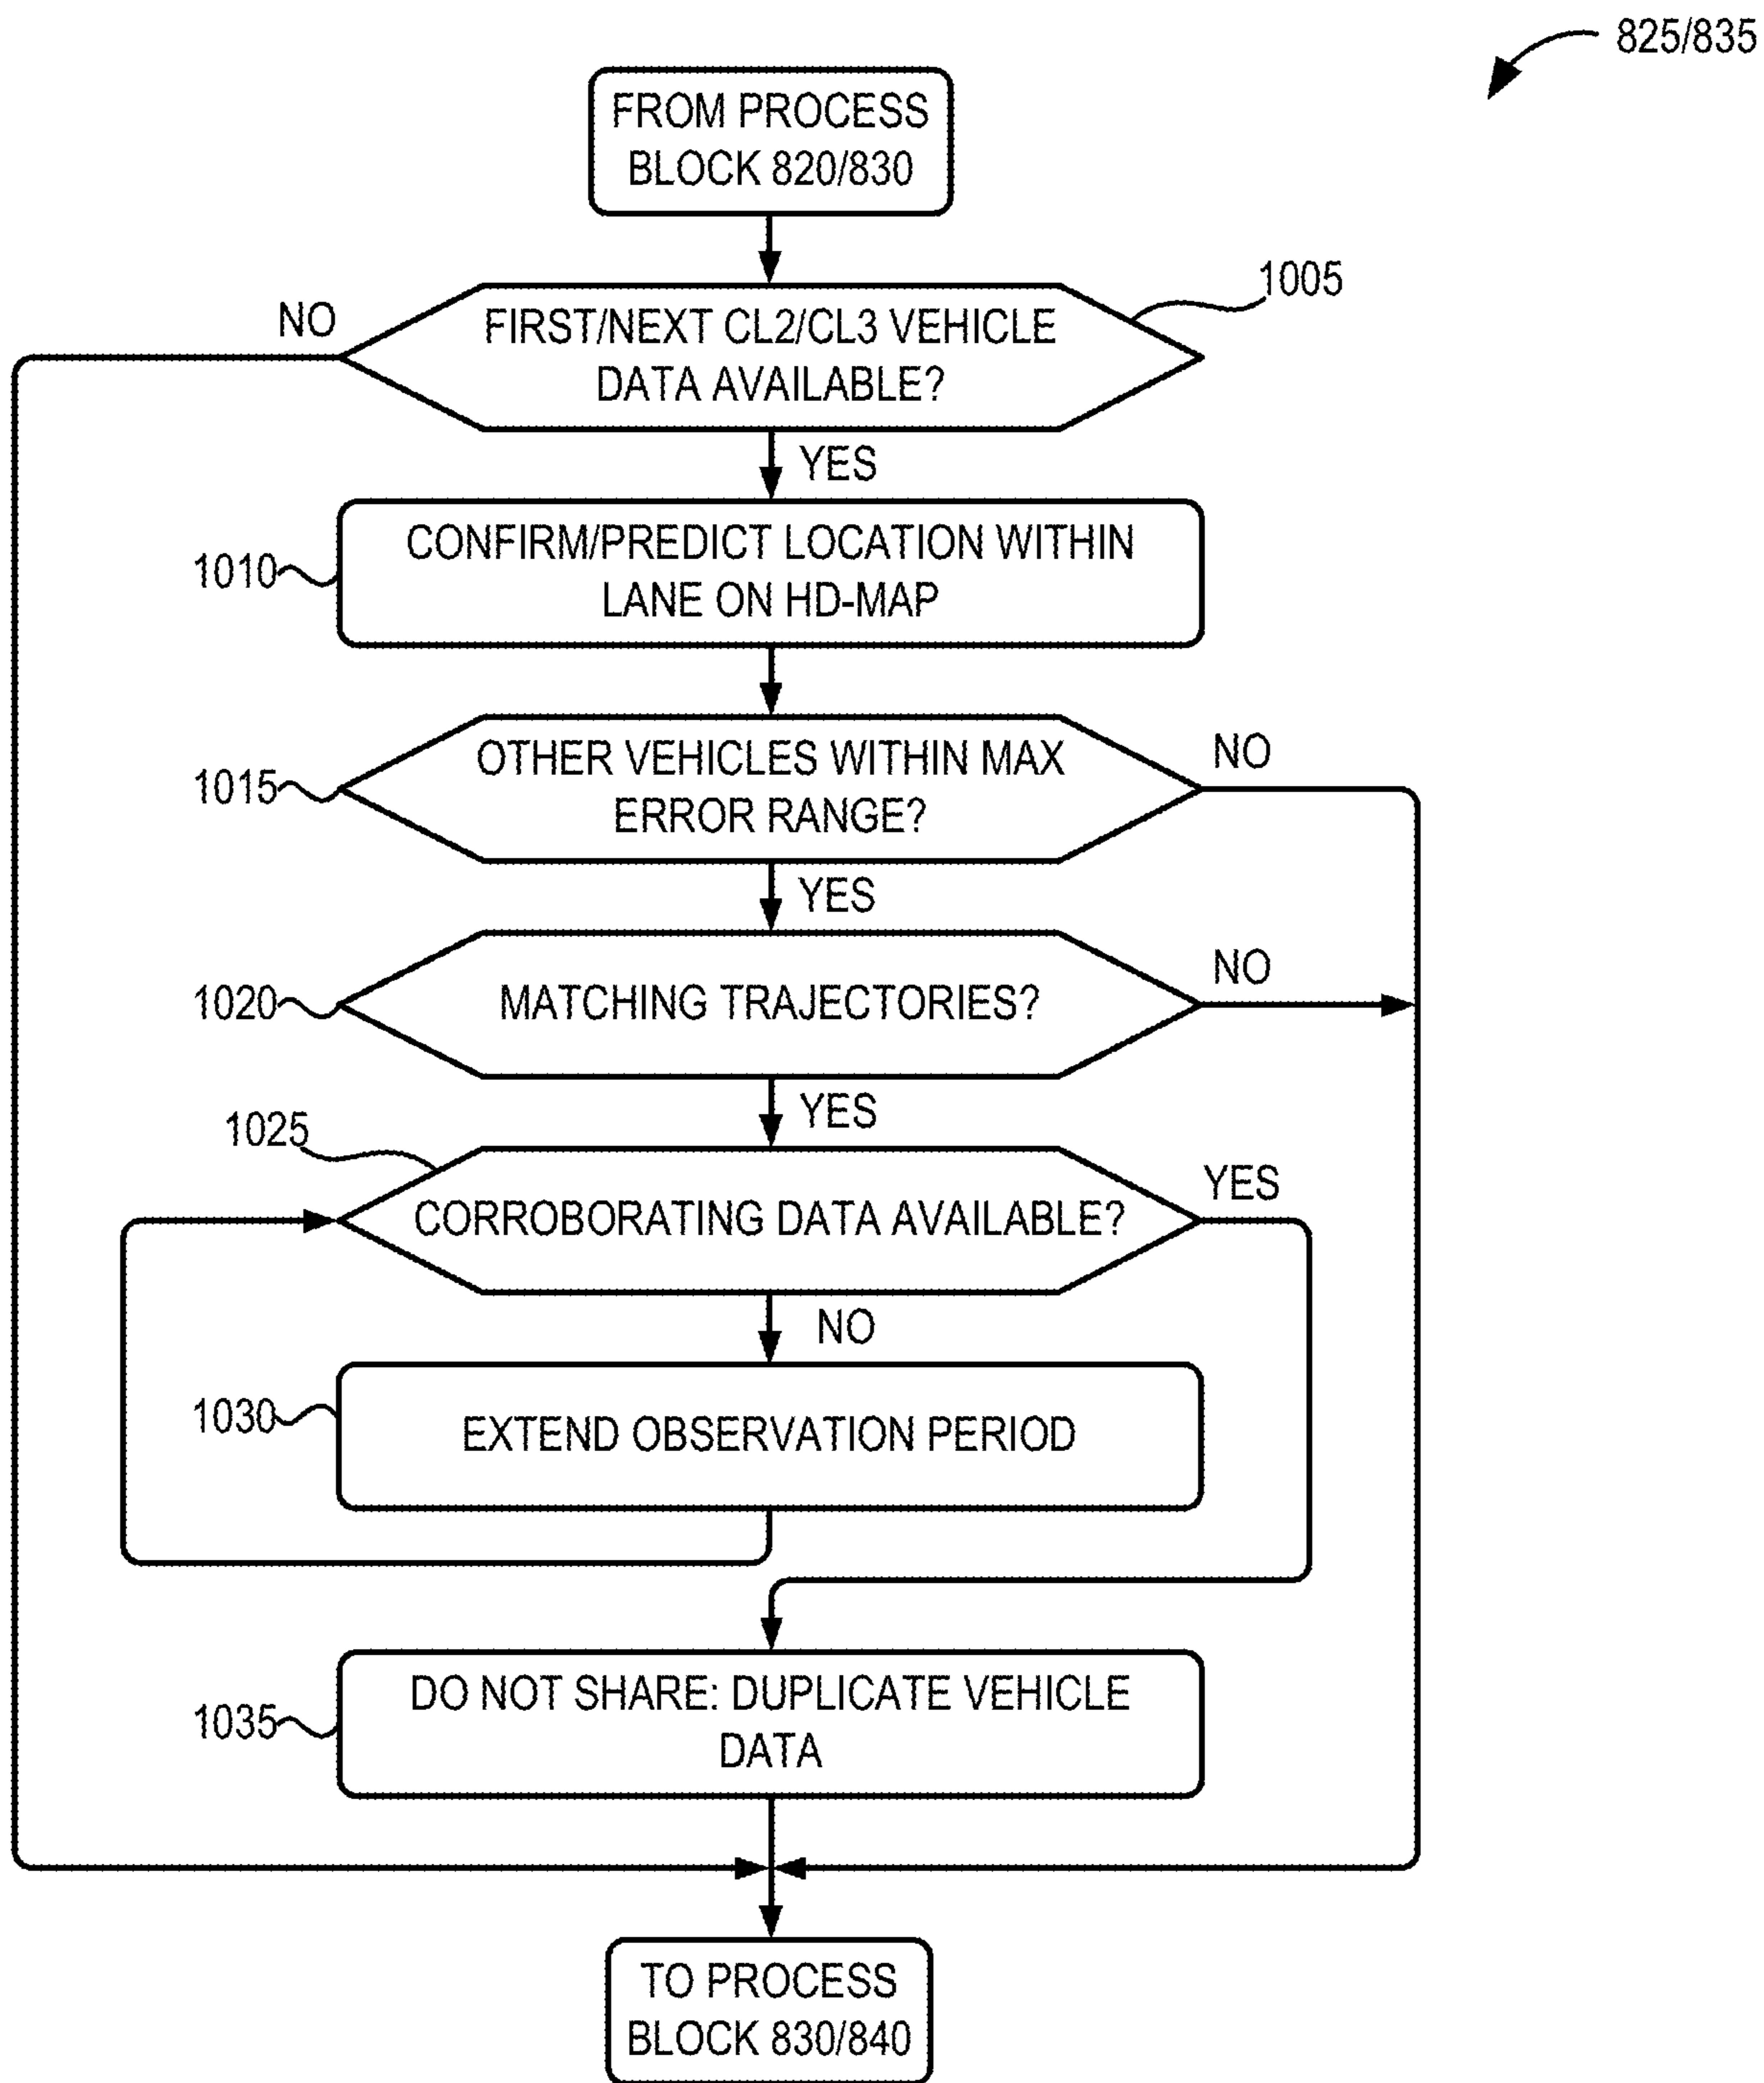 825/835
FROM PROCESS
BLOCK 820/830
1005
NO
FIRST/NEXT CL2/CL3 VEHICLE
DATA AVAILABLE?
YES
CONFIRM/PREDICT LOCATION WITHIN
1010
LANE ON HD-MAP
OTHER VEHICLES WITHIN MAX
NO
1015
ERROR RANGE?
YES
NO
1020
MATCHING TRAJECTORIES?
YES
1025
YES
CORROBORATING DATA AVAILABLE?
NO
1030
EXTEND OBSERVATION PERIOD
DO NOT SHARE: DUPLICATE VEHICLE
1035
DATA
TO PROCESS
BLOCK 830/840